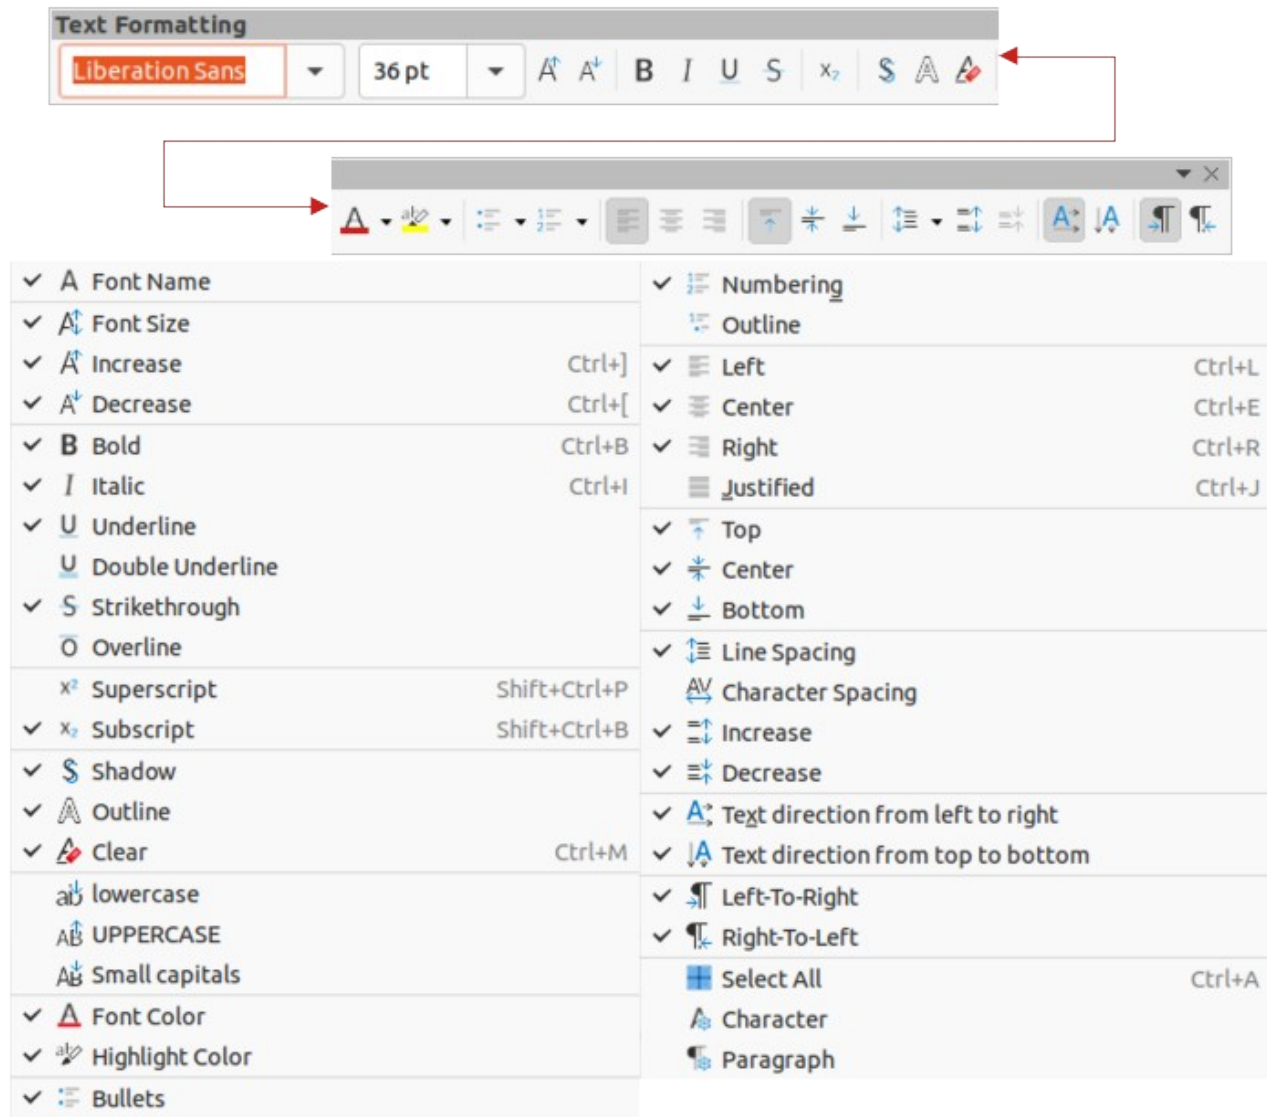 Text Formatting
Liberation Sans 36 pt
Font Name
Font Size
Increase Ctrl+]
Decrease Ctrl+[
Bold Ctrl+B
Italic Ctrl+I
Underline
Double Underline
Strikethrough
Overline
Superscript Shift+Ctrl+P
Subscript Shift+Ctrl+B
Shadow
Outline
Clear Ctrl+M
lowercase
UPPERCASE
Small capitals
Font Color
Highlight Color
Bullets
Numbering
Outline
Left Ctrl+L
Center Ctrl+E
Right Ctrl+R
Justified Ctrl+J
Top
Center
Bottom
Line Spacing
Character Spacing
Increase
Decrease
Text direction from left to right
Text direction from top to bottom
Left-To-Right
Right-To-Left
Select All Ctrl+A
Character
Paragraph